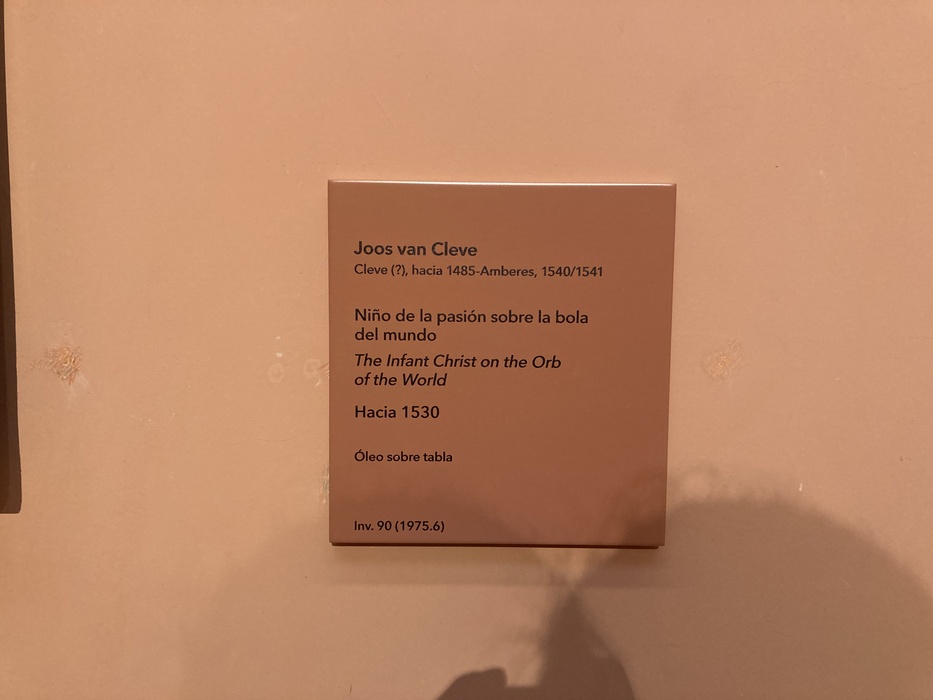 Joos van Cleve
Cleve (?), hacia 1485-Amberes, 1540/1541
Niño de la pasión sobre la bola
del mundo
The Infant Christ on the Orb
of the World
Hacia 1530
Óleo sobre tabla
Inv. 90 (1975.6)